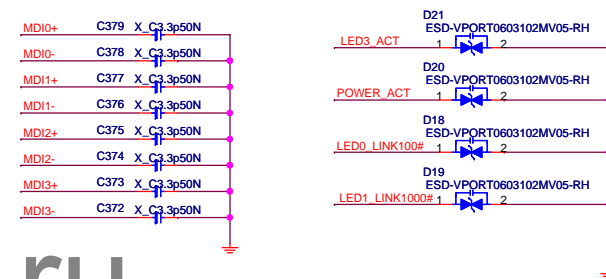 MDI0+ C379 X_C3.3p50N
MDI0- C378 X_C3.3p50N
MDI1+ C377 X_C3.3p50N
MDI1- C376 X_C3.3p50N
MDI2+ C375 X_C3.3p50N
MDI2- C374 X_C3.3p50N
MDI3+ C373 X_C3.3p50N
MDI3- C372 X_C3.3p50N
D21
ESD-VPORT0603102MV05-RH
LED3_ACT 1 2
D20
ESD-VPORT0603102MV05-RH
POWER_ACT 1 2
D18
ESD-VPORT0603102MV05-RH
LED0_LINK100# 1 2
D19
ESD-VPORT0603102MV05-RH
LED1_LINK1000# 1 2
ru